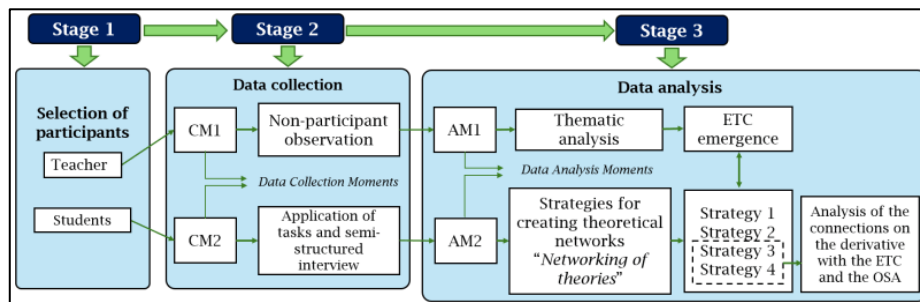 Stage 1
Stage 2
Stage 3
Selection of
participants
Teacher
Students
Data collection
CM1
Non-participant
observation
Data Collection Moments
CM2
Application of
tasks and semi-
structured
interview
Data analysis
AM1
Thematic
analysis
ETC
emergence
Data Analysis Moments
AM2
Strategies for
creating theoretical
networks
“Networking of
theories”
Strategy 1
Strategy 2
Strategy 3
Strategy 4
Analysis of the
connections on
the derivative
with the ETC
and the OSA